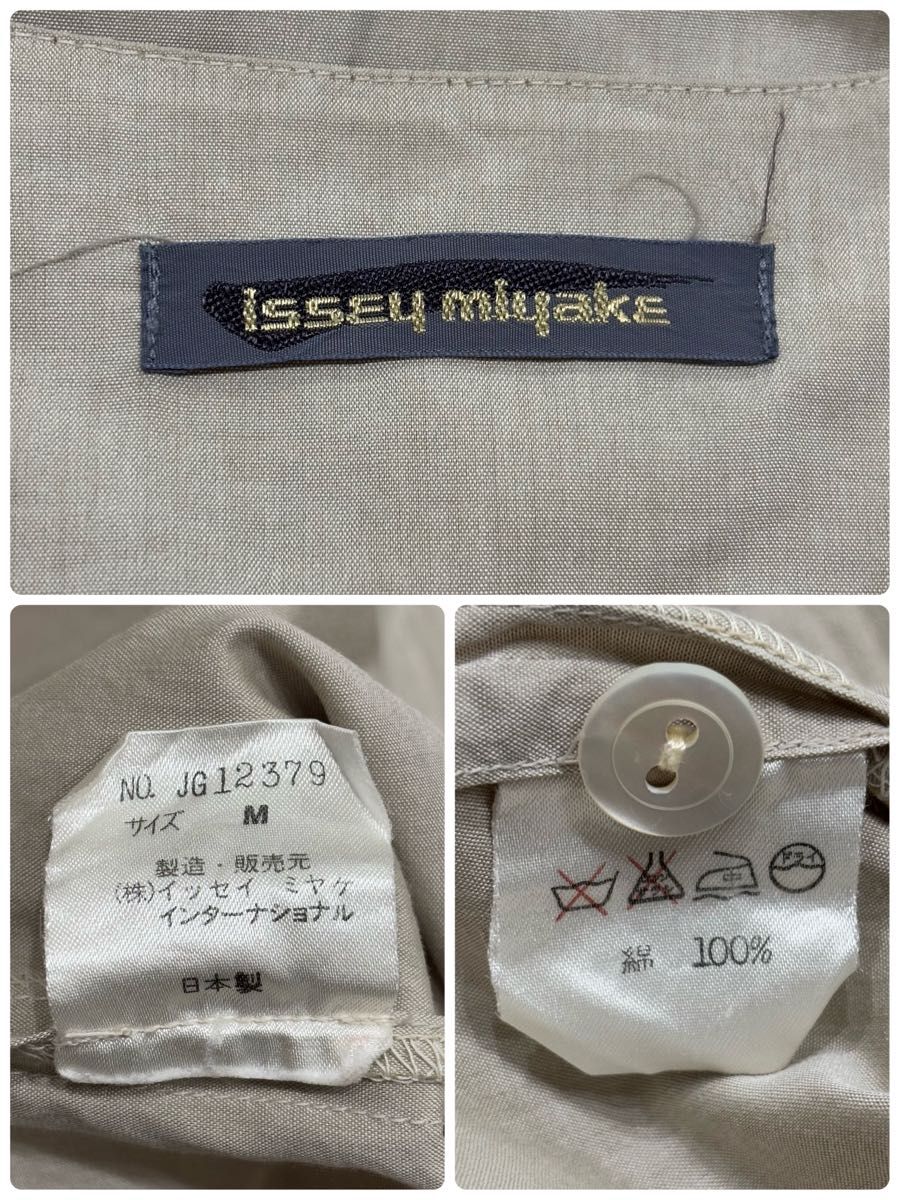 issey miyake
NO. JG12379
サイズ M
製造・販売元
(株)イッセイ ミヤケ
インターナショナル
日本製
中 ドライ
綿 100%